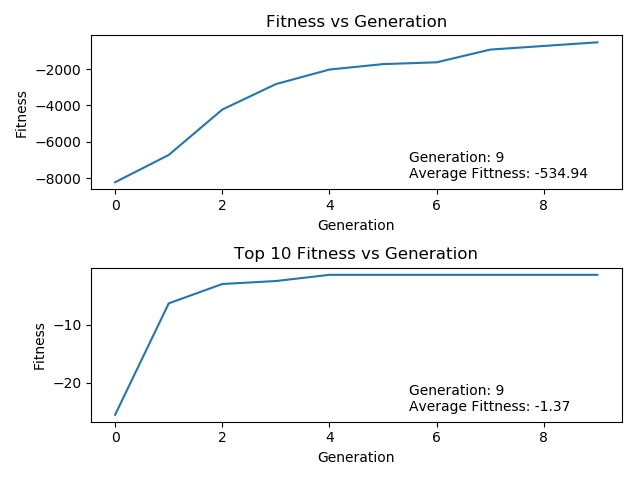 Fitness vs Generation
Fitness
−2000
−4000
−6000
−8000
Generation: 9
Average Fittness: -534.94
0 2 4 6 8
Generation
Top 10 Fitness vs Generation
Fitness
−10
−20
Generation: 9
Average Fittness: -1.37
0 2 4 6 8
Generation